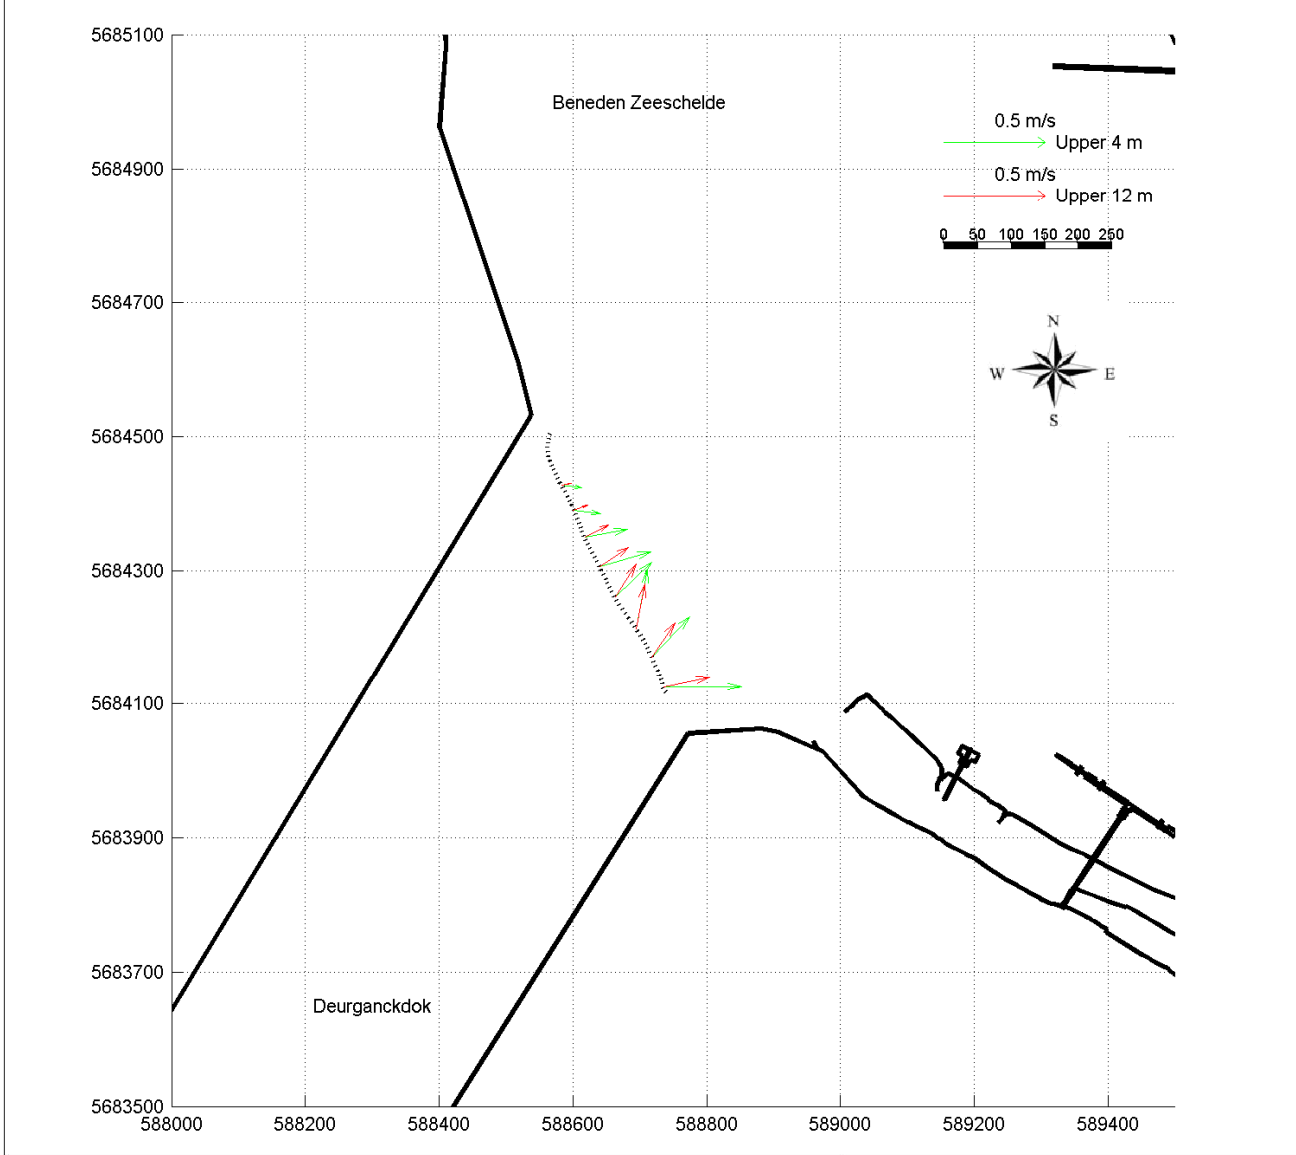 5685100
Beneden Zeeschelde
0.5 m/s
Upper 4 m
5684900
0.5 m/s
Upper 12 m
0 50 100 150 200 250
5684700
N
W E
S
5684500
5684300
5684100
5683900
5683700
Deurganckdok
5683500
588000 588200 588400 588600 588800 589000 589200 589400